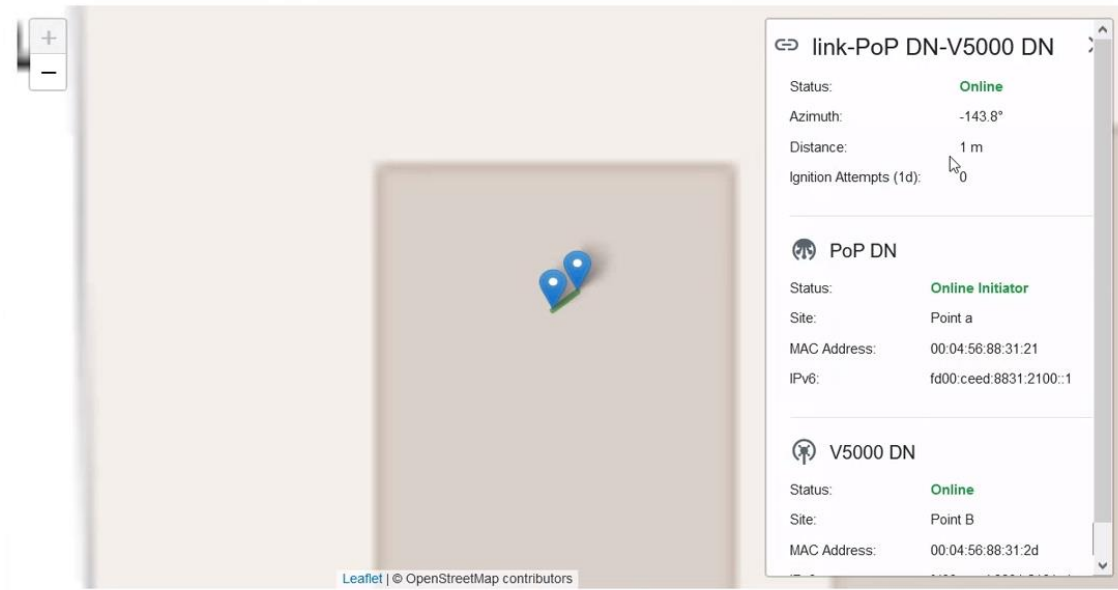 +
−
link-PoP DN-V5000 DN
Status: Online
Azimuth: -143.8°
Distance: 1 m
Ignition Attempts (1d): 0
PoP DN
Status: Online Initiator
Site: Point a
MAC Address: 00:04:56:88:31:21
IPv6: fd00:ceed:8831:2100::1
V5000 DN
Status: Online
Site: Point B
MAC Address: 00:04:56:88:31:2d
Leaflet | © OpenStreetMap contributors